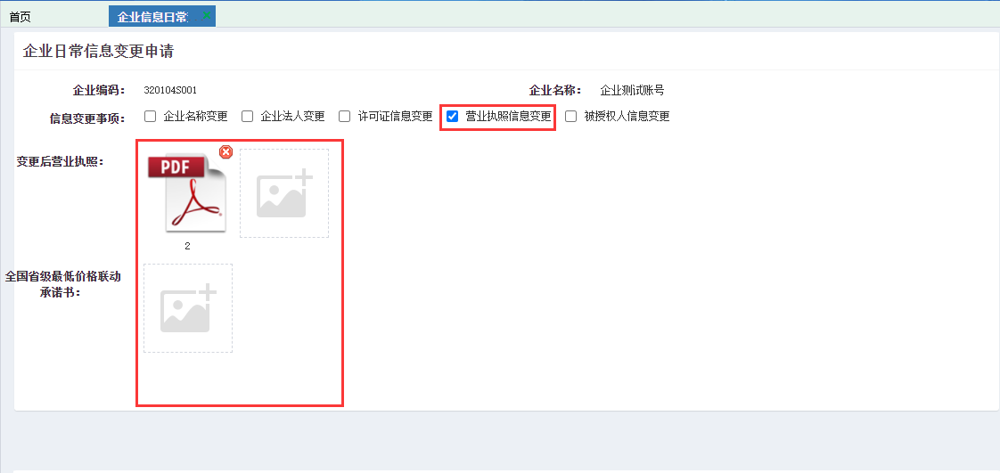 首页
企业信息日常
企业日常信息变更申请
企业编码： 320104S001 企业名称： 企业测试账号
信息变更事项： 企业名称变更 企业法人变更 许可证信息变更 营业执照信息变更 被授权人信息变更
变更后营业执照：
PDF
2
全国省级最低价格联动
承诺书：